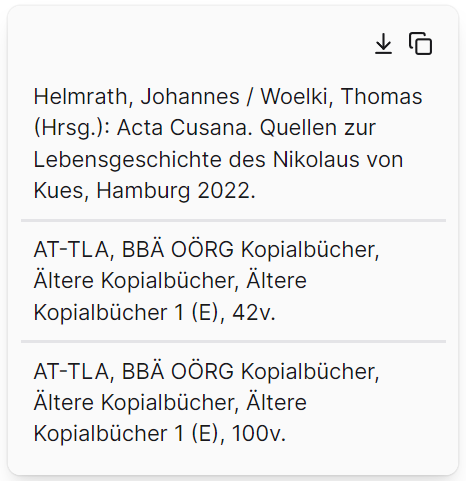 Helmrath, Johannes / Woelki, Thomas
(Hrsg.): Acta Cusana. Quellen zur
Lebensgeschichte des Nikolaus von
Kues, Hamburg 2022.
AT-TLA, BBÄ OÖRG Kopialbücher,
Ältere Kopialbücher, Ältere
Kopialbücher 1 (E), 42v.
AT-TLA, BBÄ OÖRG Kopialbücher,
Ältere Kopialbücher, Ältere
Kopialbücher 1 (E), 100v.